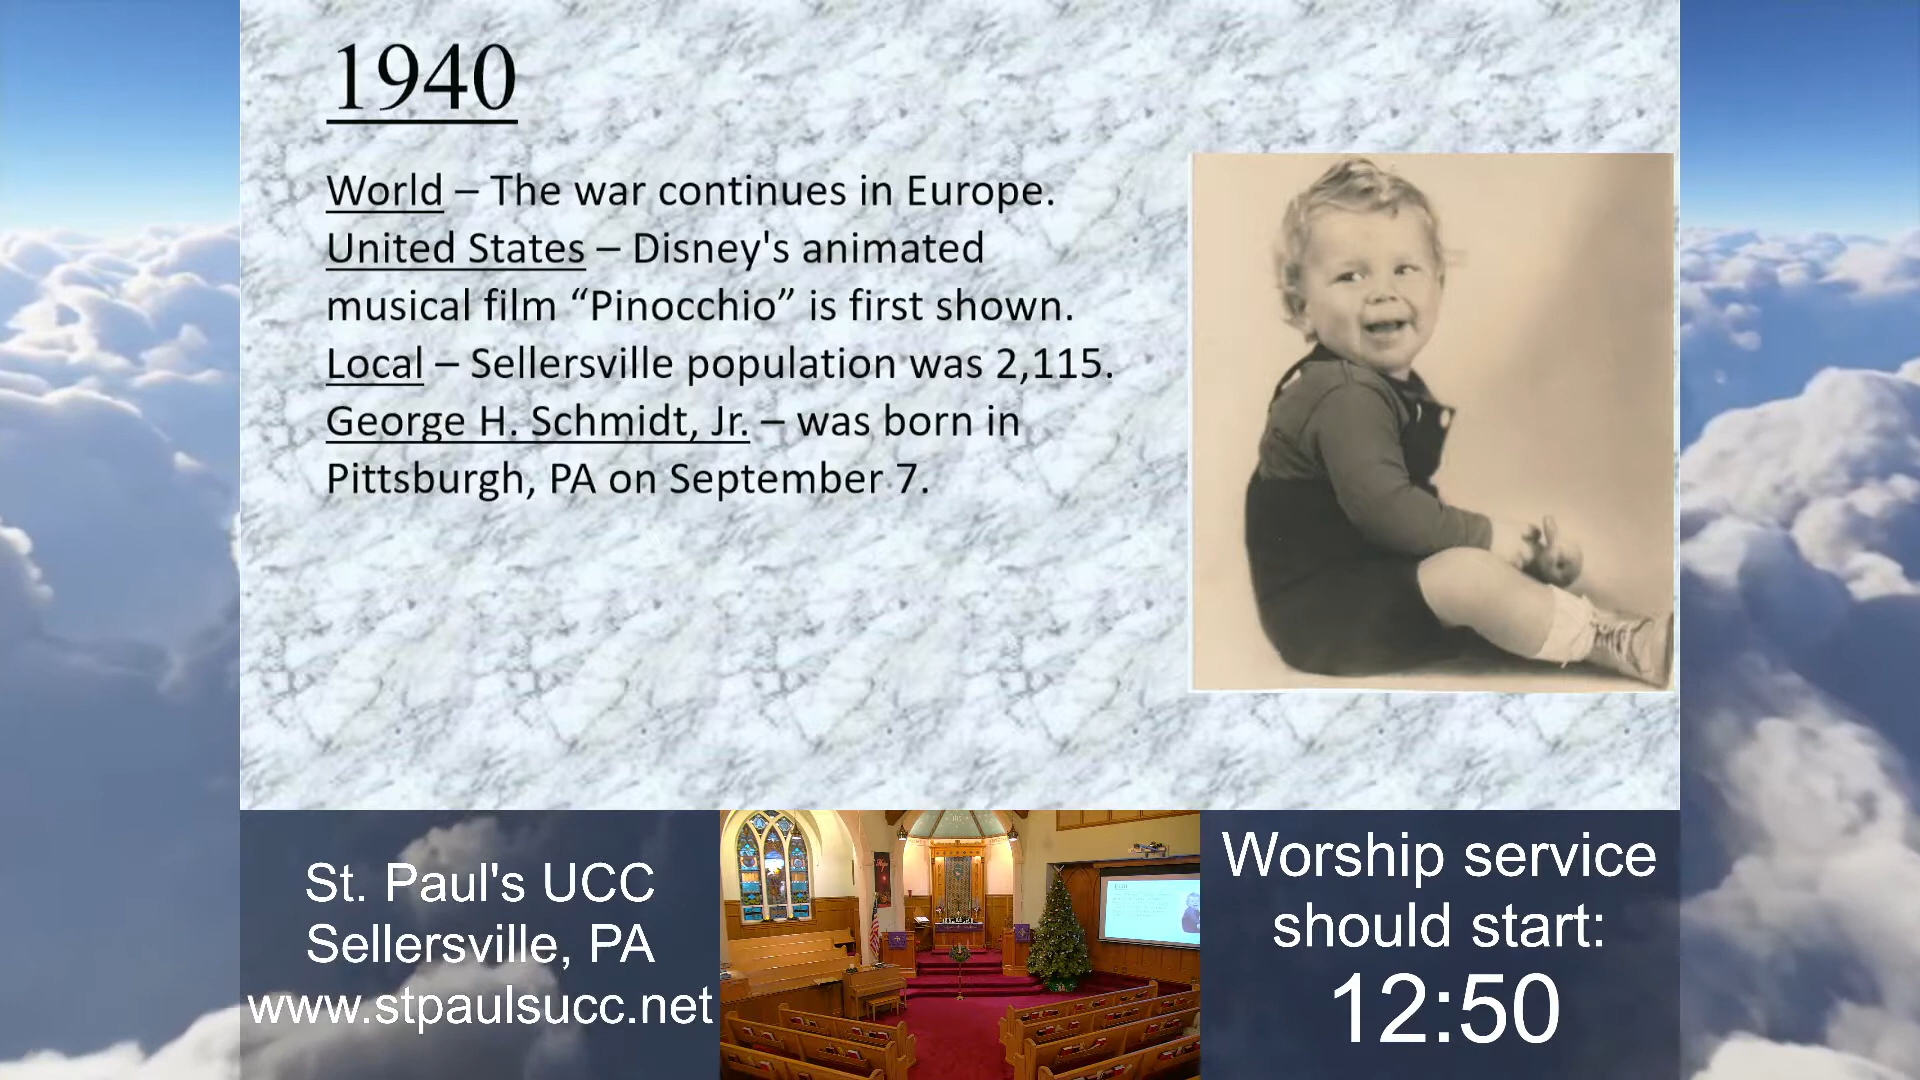 1940
World – The war continues in Europe.
United States – Disney's animated
musical film “Pinocchio” is first shown.
Local – Sellersville population was 2,115.
George H. Schmidt, Jr. – was born in
Pittsburgh, PA on September 7.
St. Paul's UCC
Sellersville, PA
www.stpaulsucc.net
Worship service
should start:
12:50